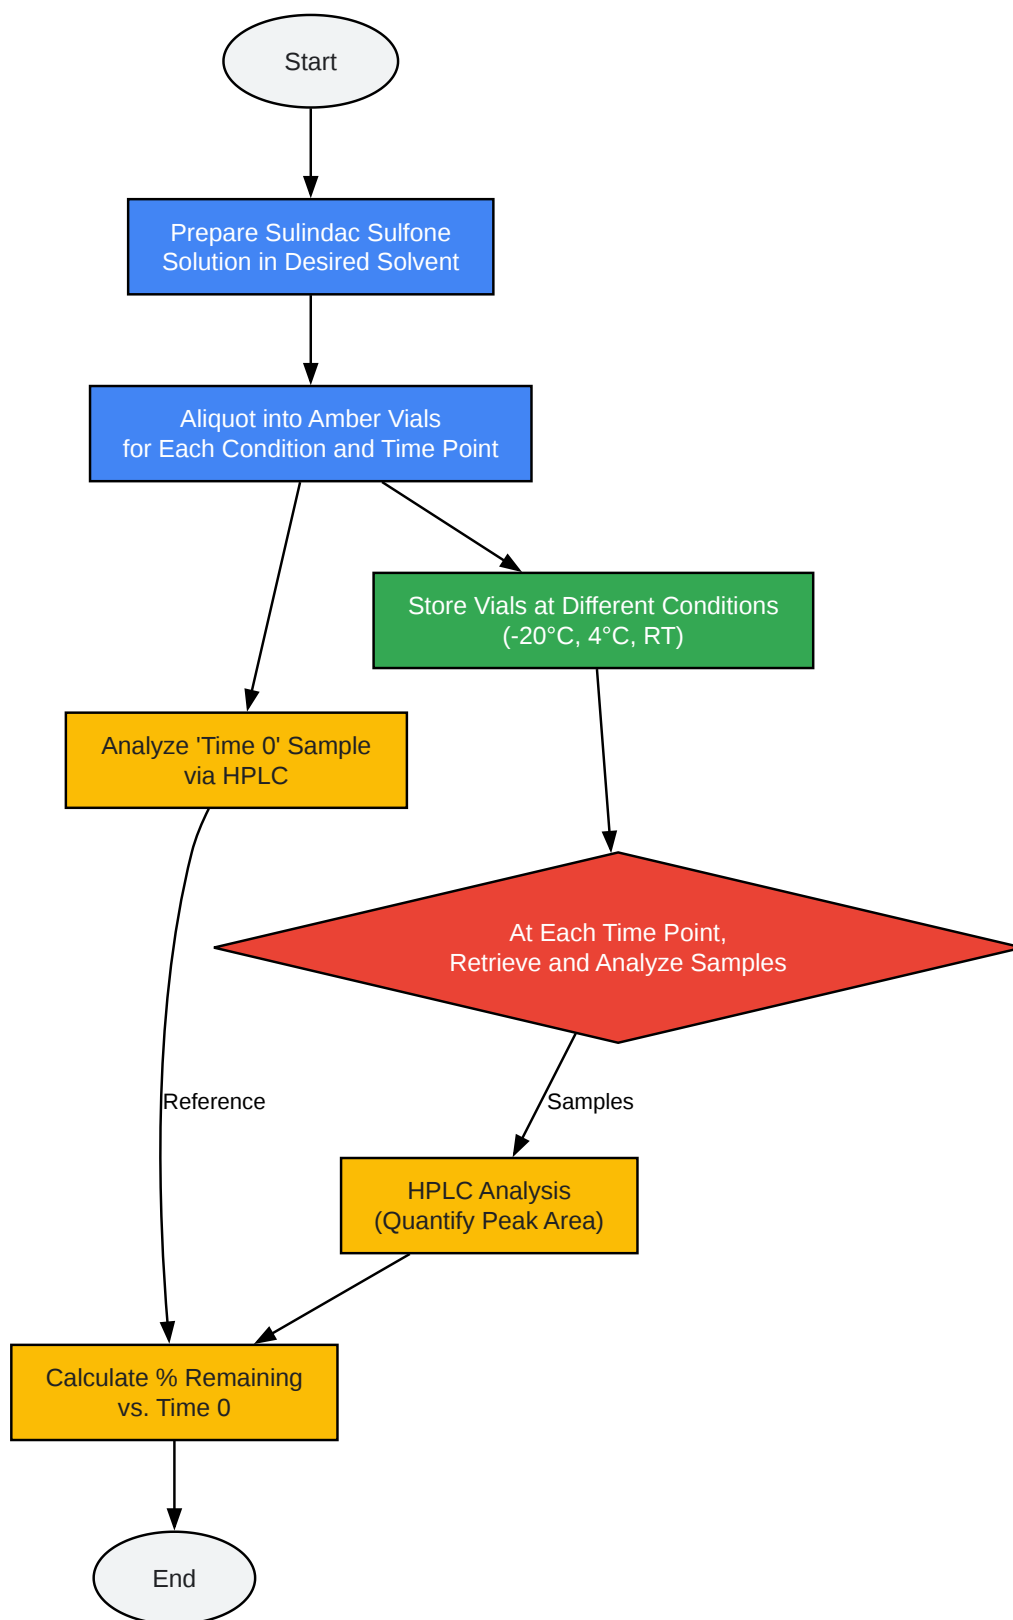 Start
Prepare Sulindac Sulfone
Solution in Desired Solvent
Aliquot into Amber Vials
for Each Condition and Time Point
Store Vials at Different Conditions
(-20°C, 4°C, RT)
Analyze 'Time 0' Sample
via HPLC
At Each Time Point,
Retrieve and Analyze Samples
Reference
Samples
HPLC Analysis
(Quantify Peak Area)
Calculate % Remaining
vs. Time 0
End